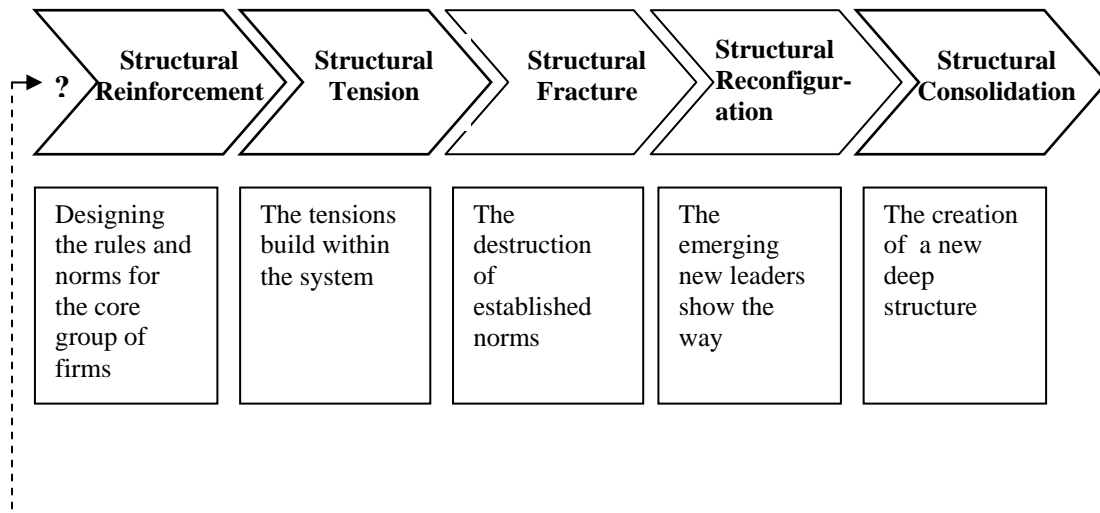 ?
Structural
Reinforcement
Structural
Tension
Structural
Fracture
Structural
Reconfigur-
ation
Structural
Consolidation
Designing
the rules and
norms for
the core
group of
firms
The tensions
build within
the system
The
destruction
of
established
norms
The
emerging
new leaders
show the
way
The creation
of a new
deep
structure